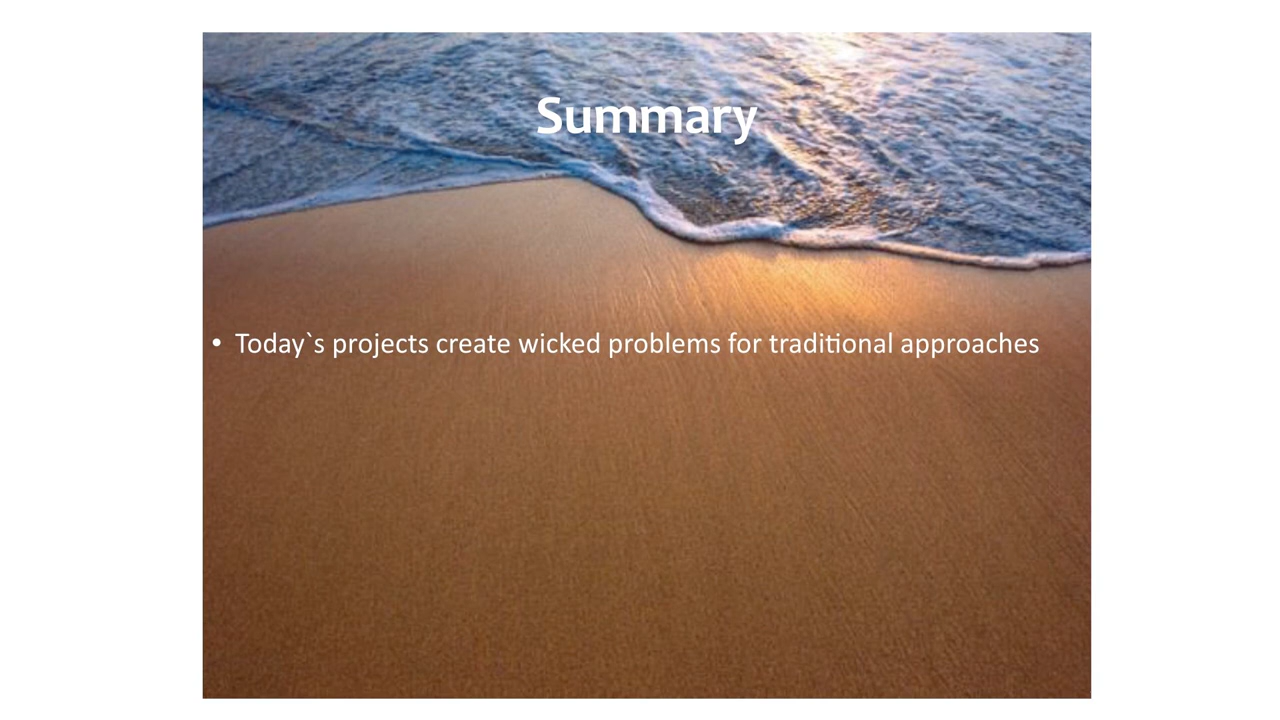 Summary
• Today`s projects create wicked problems for traditional approaches